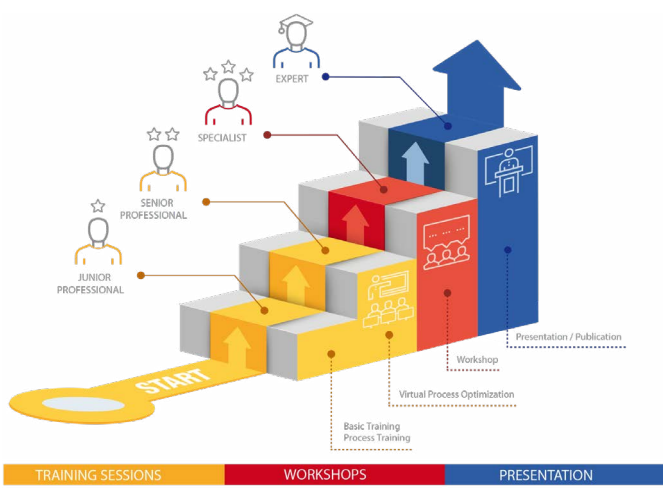 EXPERT
SPECIALIST
SENIOR
PROFESSIONAL
JUNIOR
PROFESSIONAL
START
Presentation / Publication
Workshop
Virtual Process Optimization
Basic Training
Process Training
TRAINING SESSIONS
WORKSHOPS
PRESENTATION